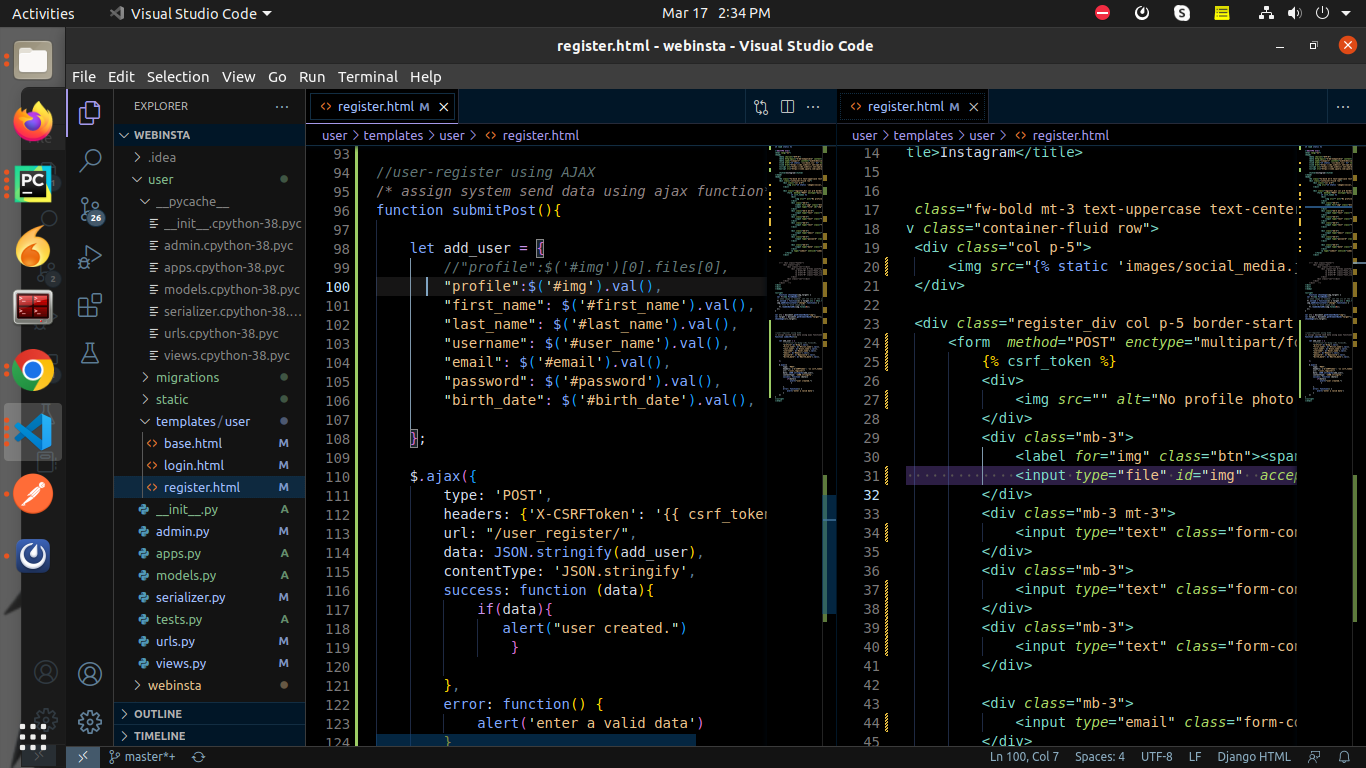 Activities
Visual Studio Code
Mar 17 2:34 PM
register.html - webinsta - Visual Studio Code
File Edit Selection View Go Run Terminal Help
EXPLORER
WEBINSTA
.idea
user
__pycache__
__init__.cpython-38.pyc
admin.cpython-38.pyc
apps.cpython-38.pyc
models.cpython-38.pyc
serializer.cpython-38....
urls.cpython-38.pyc
views.cpython-38.pyc
migrations
static
templates/user
base.html M
login.html M
register.html M
__init__.py A
admin.py M
apps.py A
models.py A
serializer.py M
tests.py A
urls.py M
views.py M
webinsta
OUTLINE
TIMELINE
26
PC
register.html M
user > templates > user > register.html
93
94 //user-register using AJAX
95 /* assign system send data using ajax function
96 function submitPost(){
97
98 let add_user = {
99 //"profile":$('#img')[0].files[0],
100 "profile":$('#img').val(),
101 "first_name": $('#first_name').val(),
102 "last_name": $('#last_name').val(),
103 "username": $('#user_name').val(),
104 "email": $('#email').val(),
105 "password": $('#password').val(),
106 "birth_date": $('#birth_date').val(),
107
108 };
109
110 $.ajax({
111 type: 'POST',
112 headers: {'X-CSRFToken': '{{ csrf_token
113 url: "/user_register/",
114 data: JSON.stringify(add_user),
115 contentType: 'JSON.stringify',
116 success: function (data){
117 if(data){
118 alert("user created.")
119 }
120
121 },
122 error: function() {
123 alert('enter a valid data')
124 }
register.html M
user > templates > user > register.html
14 tle>Instagram</title>
15
16
17 class="fw-bold mt-3 text-uppercase text-cente
18 v class="container-fluid row">
19 <div class="col p-5">
20 <img src="{% static 'images/social_media.
21 </div>
22
23 <div class="register_div col p-5 border-start
24 <form method="POST" enctype="multipart/fo
25 {% csrf_token %}
26 <div>
27 <img src="" alt="No profile photo
28 </div>
29 <div class="mb-3">
30 <label for="img" class="btn"><spa
31 <input type="file" id="img" accep
32 </div>
33 <div class="mb-3 mt-3">
34 <input type="text" class="form-co
35 </div>
36 <div class="mb-3">
37 <input type="text" class="form-co
38 </div>
39 <div class="mb-3">
40 <input type="text" class="form-co
41 </div>
42
43 <div class="mb-3">
44 <input type="email" class="form-c
45 </div>
master*+
Ln 100, Col 7 Spaces: 4 UTF-8 LF Django HTML